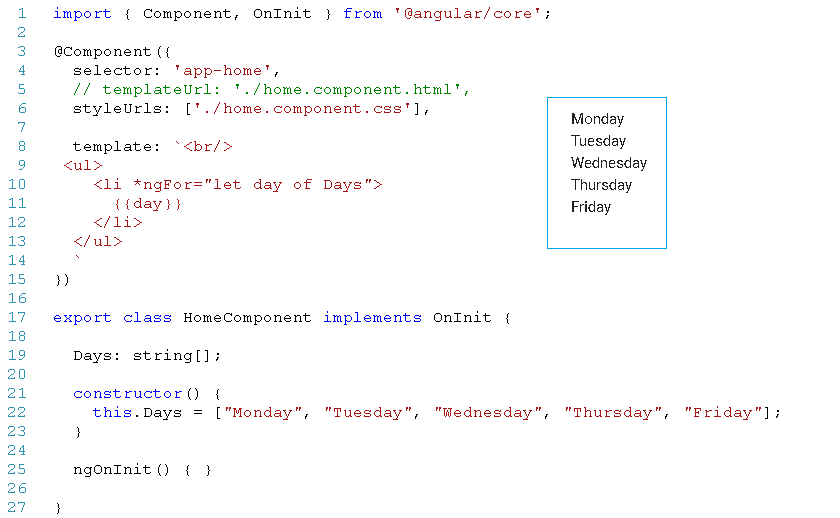 1 import { Component, OnInit } from '@angular/core';
2
3 @Component({
4 selector: 'app-home',
5 // templateUrl: './home.component.html',
6 styleUrls: ['./home.component.css'],
7
8 template: `<br/>
9 <ul>
10 <li *ngFor="let day of Days">
11 {{day}}
12 </li>
13 </ul>
14 `
15 })
16
17 export class HomeComponent implements OnInit {
18
19 Days: string[];
20
21 constructor() {
22 this.Days = ["Monday", "Tuesday", "Wednesday", "Thursday", "Friday"];
23 }
24
25 ngOnInit() { }
26
27 }
Monday
Tuesday
Wednesday
Thursday
Friday